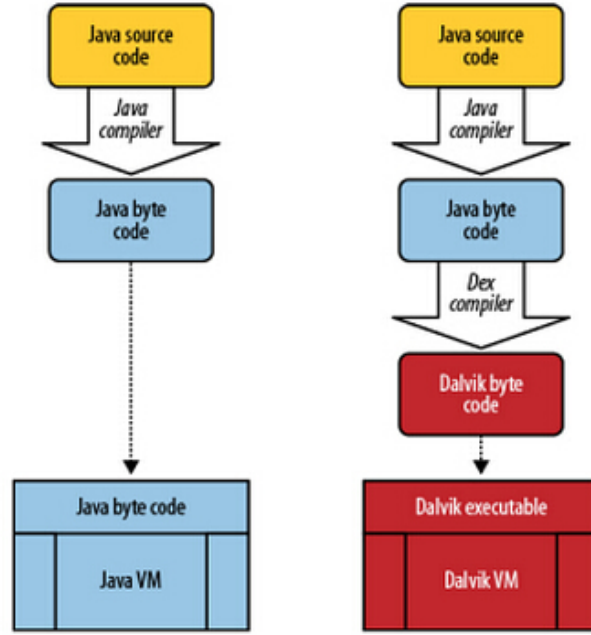 Java source
code
Java
compiler
Java byte
code
Java byte code
Java VM
Java source
code
Java
compiler
Java byte
code
Dex
compiler
Dalvik byte
code
Dalvik executable
Dalvik VM